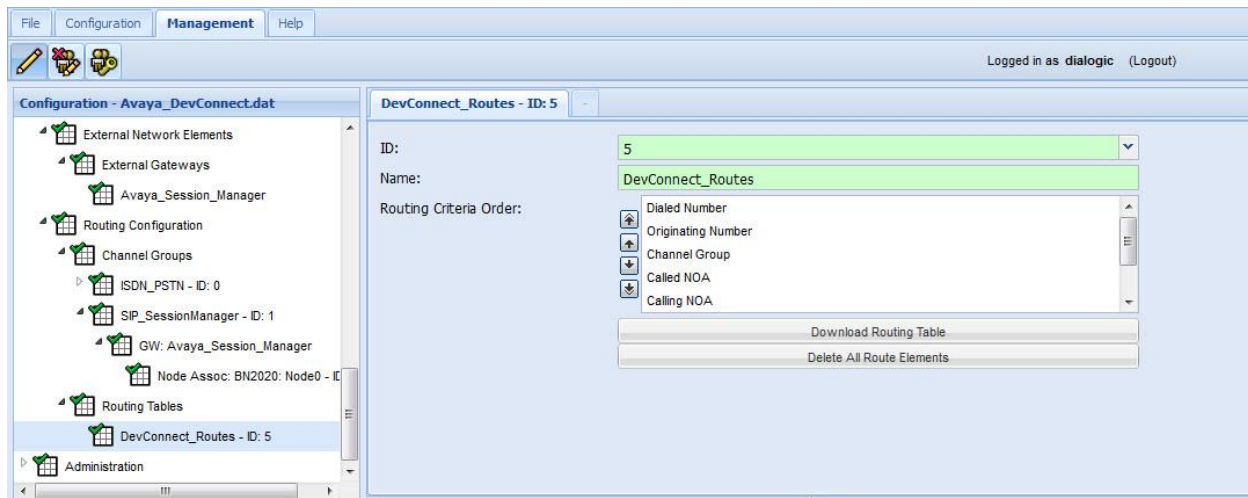 File Configuration Management Help
Logged in as dialogic (Logout)
Configuration - Avaya_DevConnect.dat
External Network Elements
External Gateways
Avaya_Session_Manager
Routing Configuration
Channel Groups
ISDN_PSTN - ID: 0
SIP_SessionManager - ID: 1
GW: Avaya_Session_Manager
Node Assoc: BN2020: Node0 - ID
Routing Tables
DevConnect_Routes - ID: 5
Administration
DevConnect_Routes - ID: 5 -
ID: 5
Name: DevConnect_Routes
Routing Criteria Order:
Dialed Number
Originating Number
Channel Group
Called NOA
Calling NOA
Download Routing Table
Delete All Route Elements